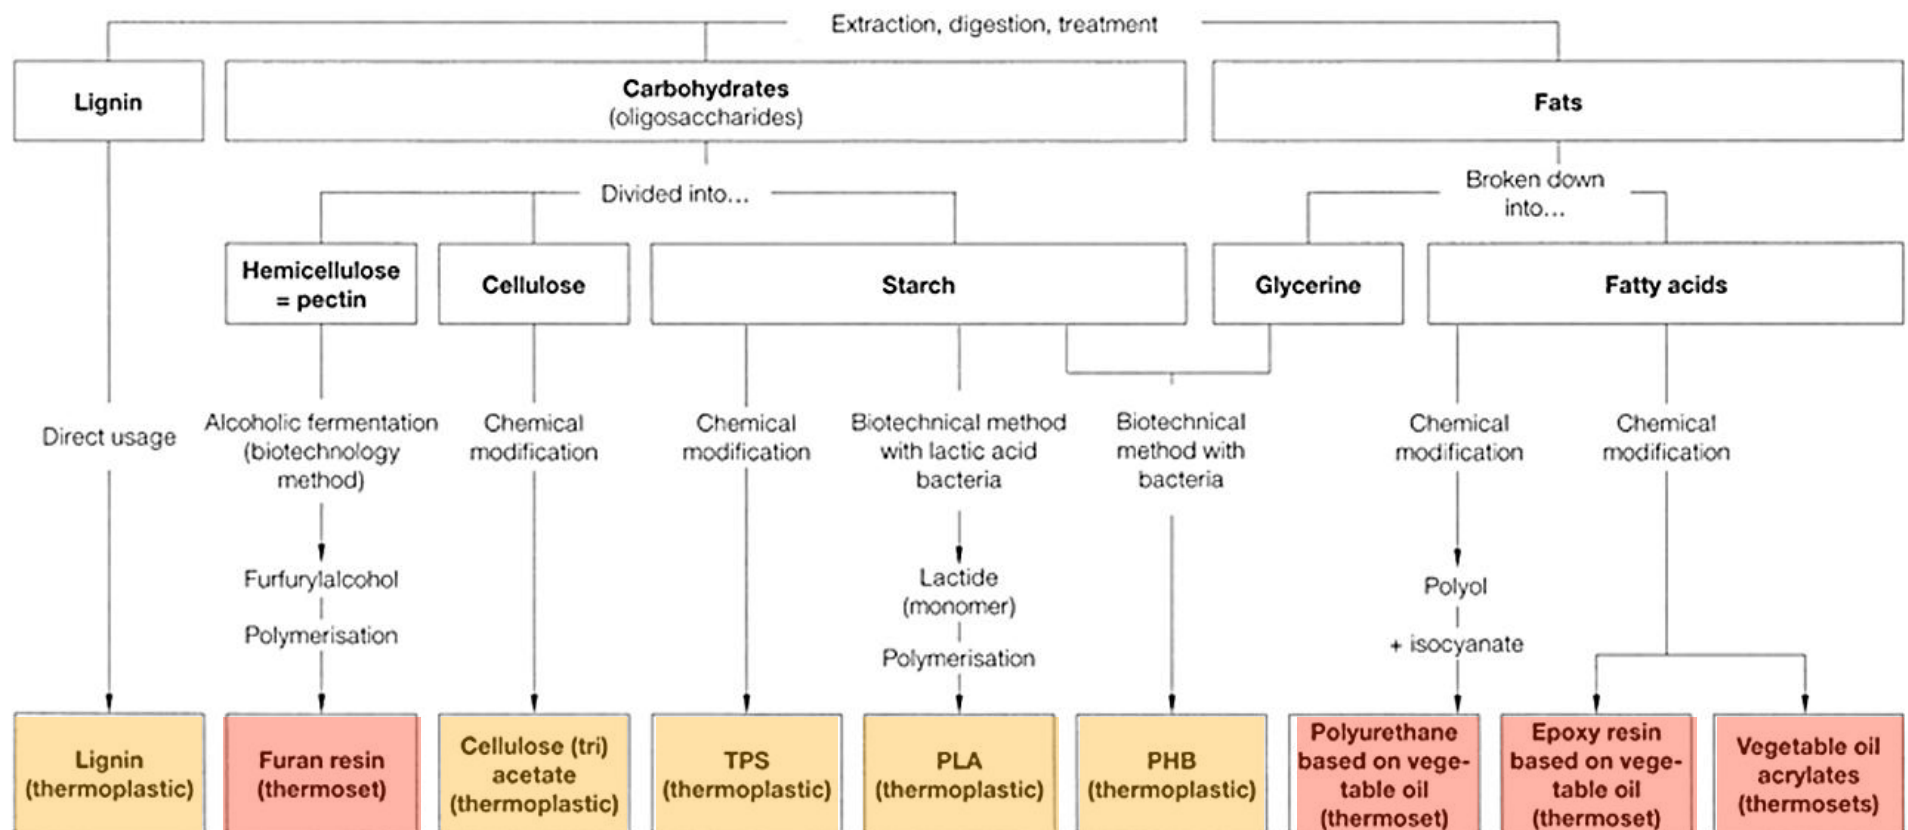 Extraction, digestion, treatment
Lignin
Carbohydrates
(oligosaccharides)
Fats
Divided into...
Broken down
into...
Hemicellulose
= pectin
Cellulose
Starch
Glycerine
Fatty acids
Direct usage
Alcoholic fermentation
(biotechnology
method)
Chemical
modification
Chemical
modification
Biotechnical method
with lactic acid
bacteria
Biotechnical
method with
bacteria
Chemical
modification
Chemical
modification
Furfurylalcohol
Polymerisation
Lactide
(monomer)
Polymerisation
Polyol
+ isocyanate
Lignin
(thermoplastic)
Furan resin
(thermoset)
Cellulose (tri)
acetate
(thermoplastic)
TPS
(thermoplastic)
PLA
(thermoplastic)
PHB
(thermoplastic)
Polyurethane
based on vege-
table oil
(thermoset)
Epoxy resin
based on vege-
table oil
(thermoset)
Vegetable oil
acrylates
(thermosets)